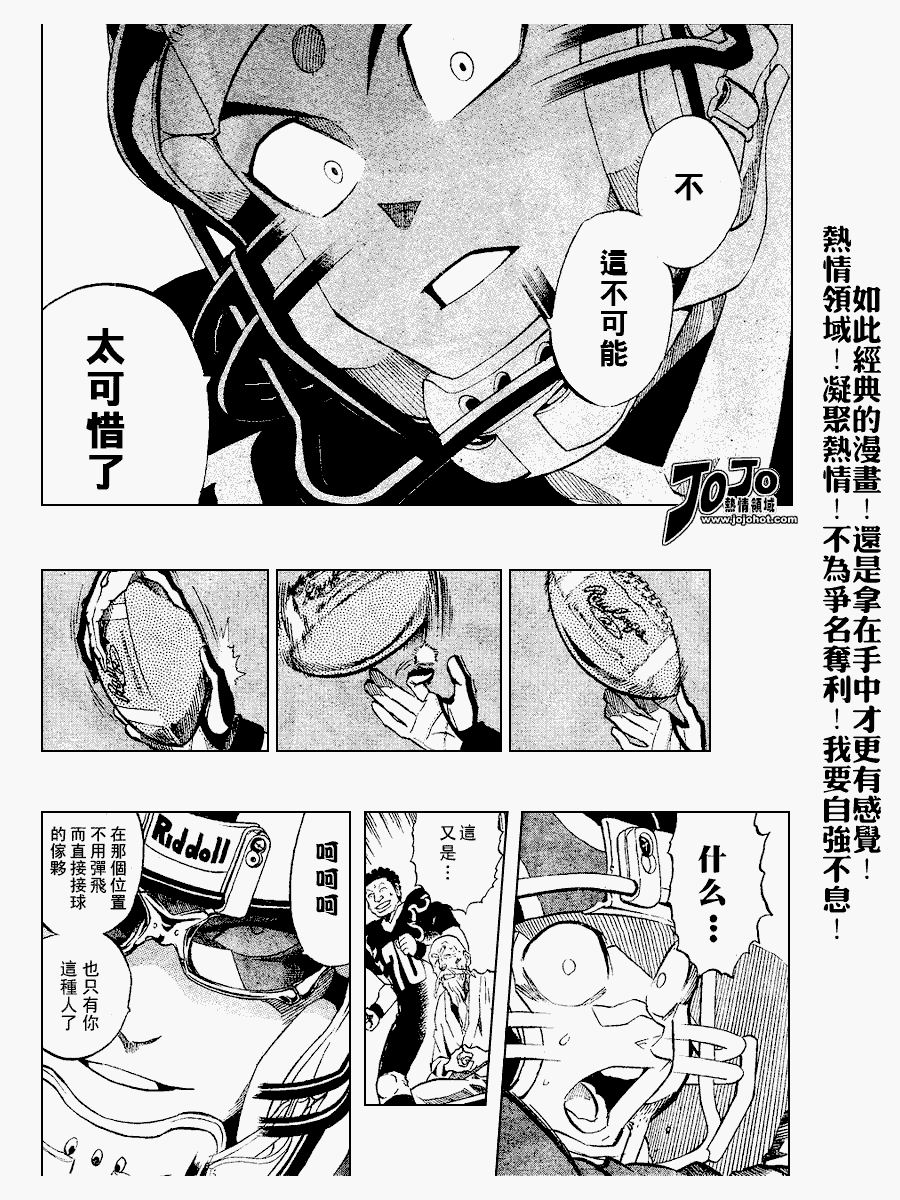 不
這不可能
太可惜了
JOJO
熱情領域
www.jojohot.com
什么…
這
又是…
呵呵呵
Riddoll
在那個位置
不用彈飛
而直接接球
的傢夥
也只有你
這種人了
如此經典的漫畫！還是拿在手中才更有感覺！
熱情領域！凝聚熱情！不為爭名奪利！我要自強不息！